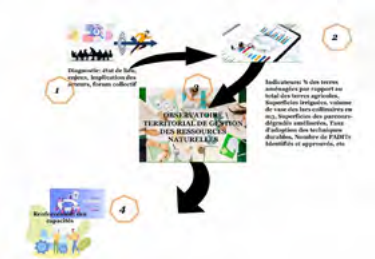 Diagnostic: état de lieu,
enjeux, implication des
acteurs, forum collectif
1
2
Indicateurs: % des terres
aménagées par rapport au
total des terres agricoles,
Superficies irriguées, volume
de vase des lacs collinaires en
m3, Superficies des parcours
dégradés améliorées, Taux
d'adoption des techniques
durables, Nombre de PADITs
identifiés et approuvés, etc
3
OBSERVATOIRE
TERRITORIAL DE GESTION
DES RESSOURCES
NATURELLES
4
Renforcement des
capacités